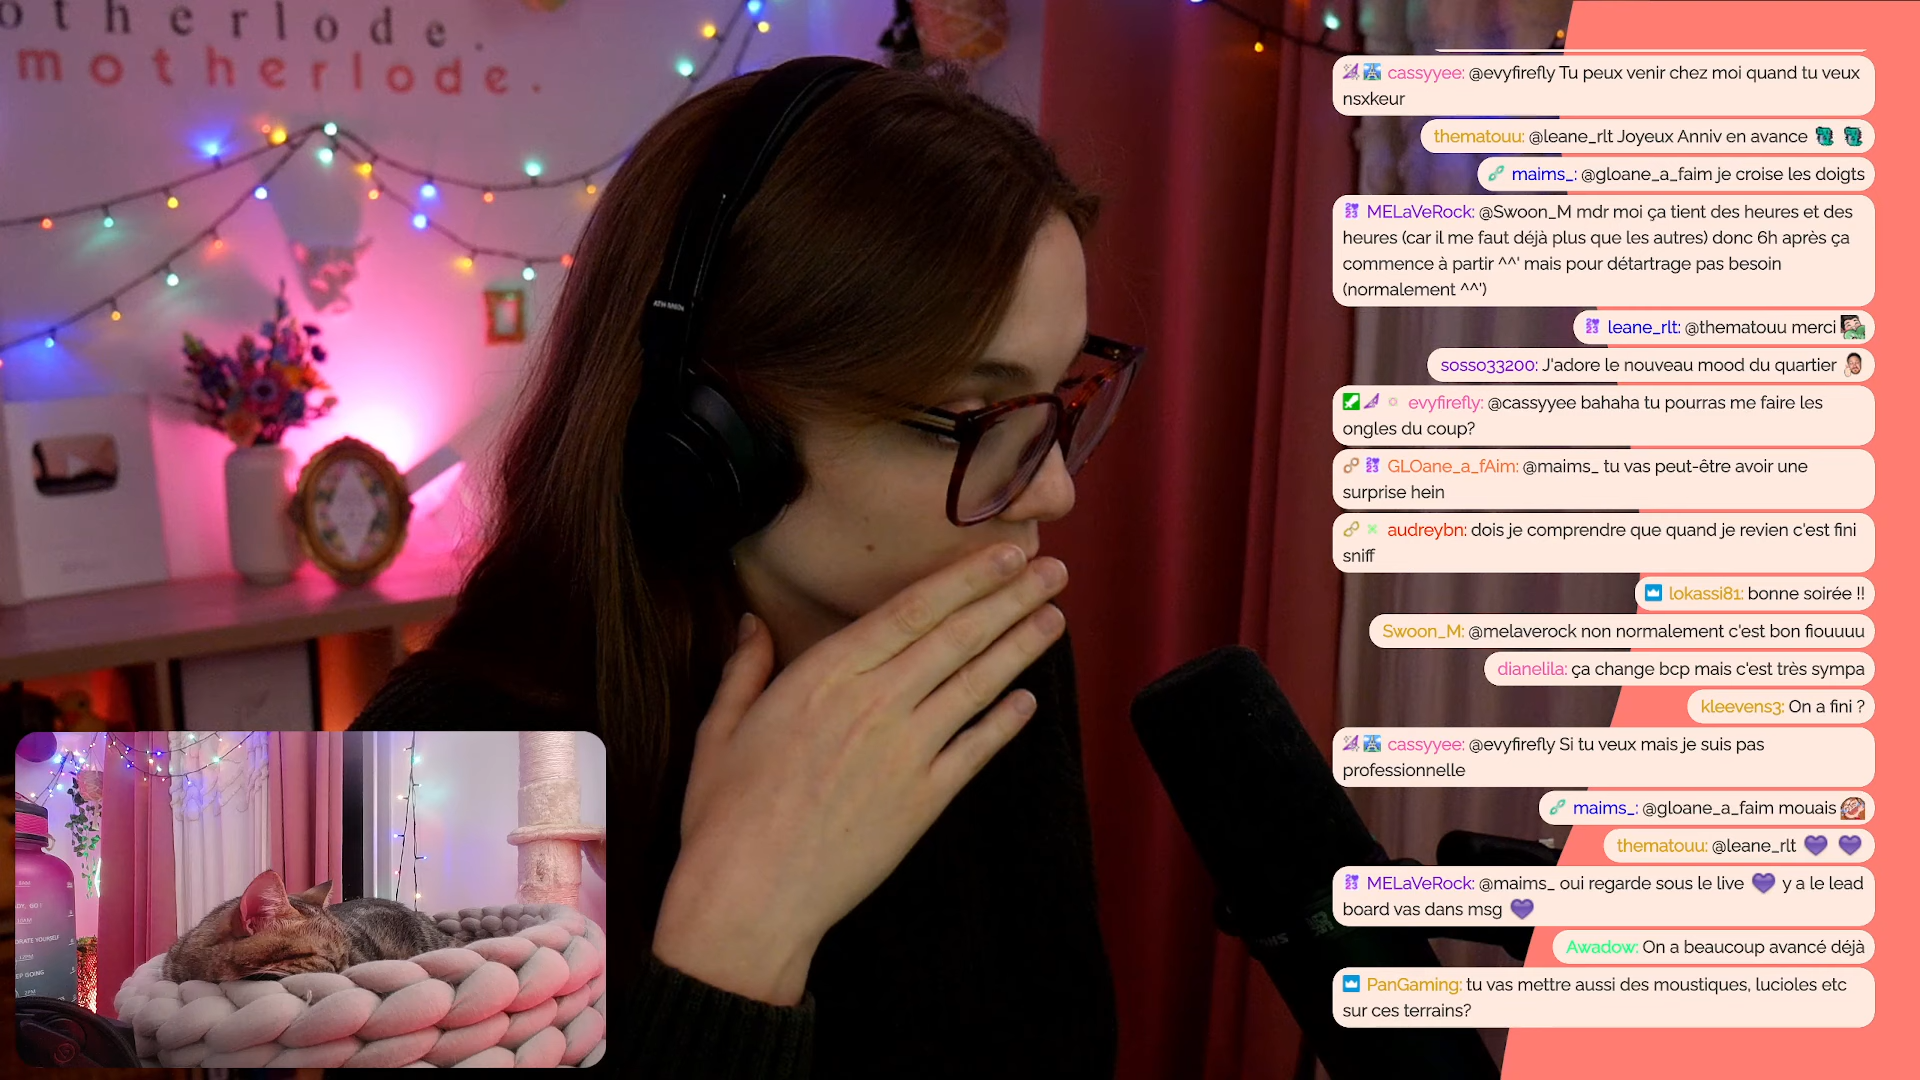 otherlode.
motherlode.
cassyyee: @evyfirefly Tu peux venir chez moi quand tu veux
nsxkeur
thematouu: @leane_rlt Joyeux Anniv en avance
maims_: @gloane_a_faim je croise les doigts
MELaVeRock: @Swoon_M mdr moi ça tient des heures et des
heures (car il me faut déjà plus que les autres) donc 6h après ça
commence à partir ^^' mais pour détartrage pas besoin
(normalement ^^')
leane_rlt: @thematouu merci
sosso33200: J'adore le nouveau mood du quartier
evyfirefly: @cassyyee bahaha tu pourras me faire les
ongles du coup?
GLOane_a_fAim: @maims_ tu vas peut-être avoir une
surprise hein
audreybn: dois je comprendre que quand je revien c'est fini
sniff
lokassi81: bonne soirée !!
Swoon_M: @melaverock non normalement c'est bon fiouuuu
dianelila: ça change bcp mais c'est très sympa
kleevens3: On a fini ?
cassyyee: @evyfirefly Si tu veux mais je suis pas
professionnelle
maims_: @gloane_a_faim mouais
thematouu: @leane_rlt
MELaVeRock: @maims_ oui regarde sous le live 💜 y a le lead
board vas dans msg 💜
Awadow: On a beaucoup avancé déjà
PanGaming: tu vas mettre aussi des moustiques, lucioles etc
sur ces terrains?